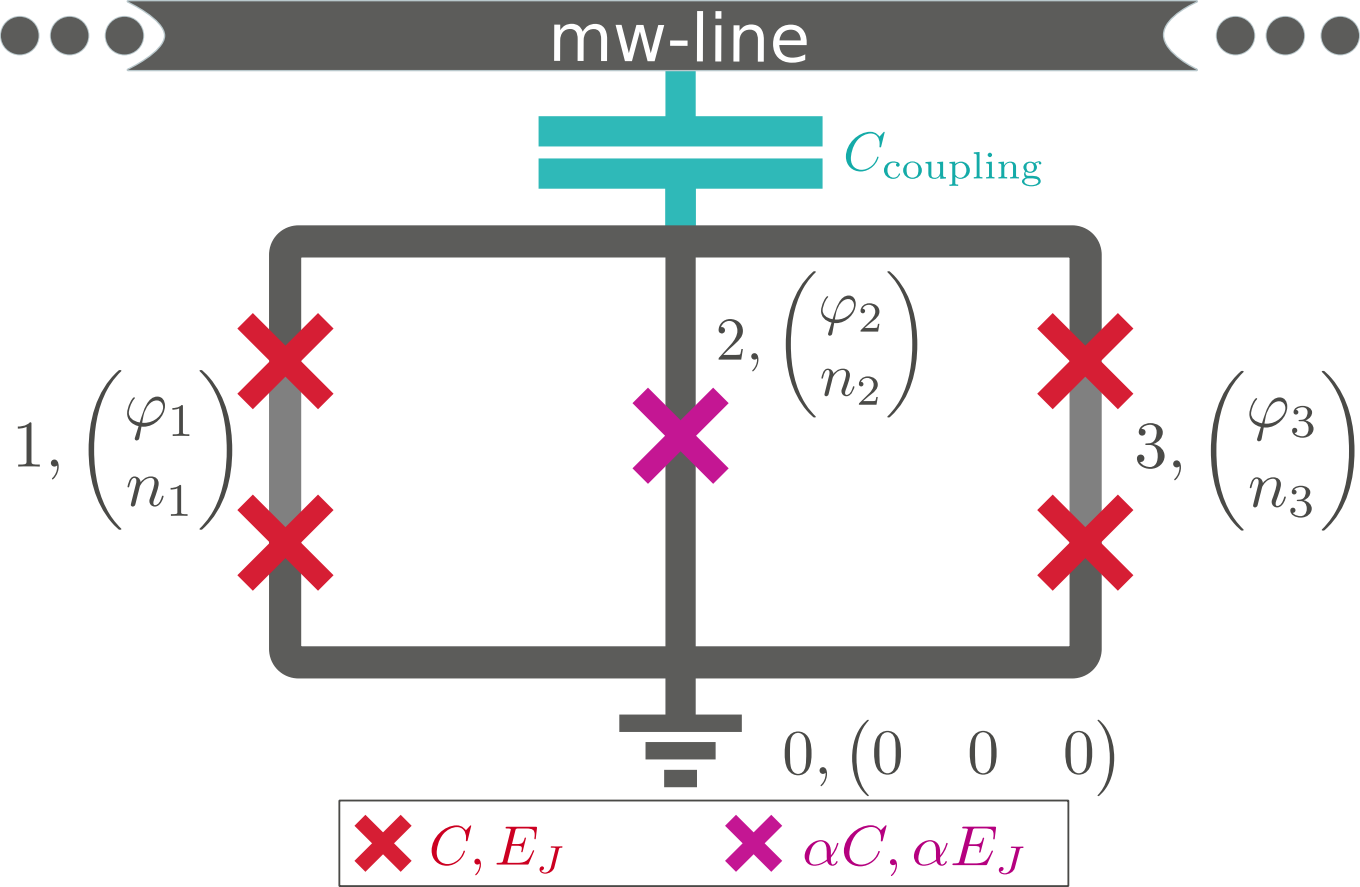 mw-line
C_coupling
2, (φ₂ n₂)
1, (φ₁ n₁)
3, (φ₃ n₃)
0, (0 0 0)
C, E_J αC, αE_J